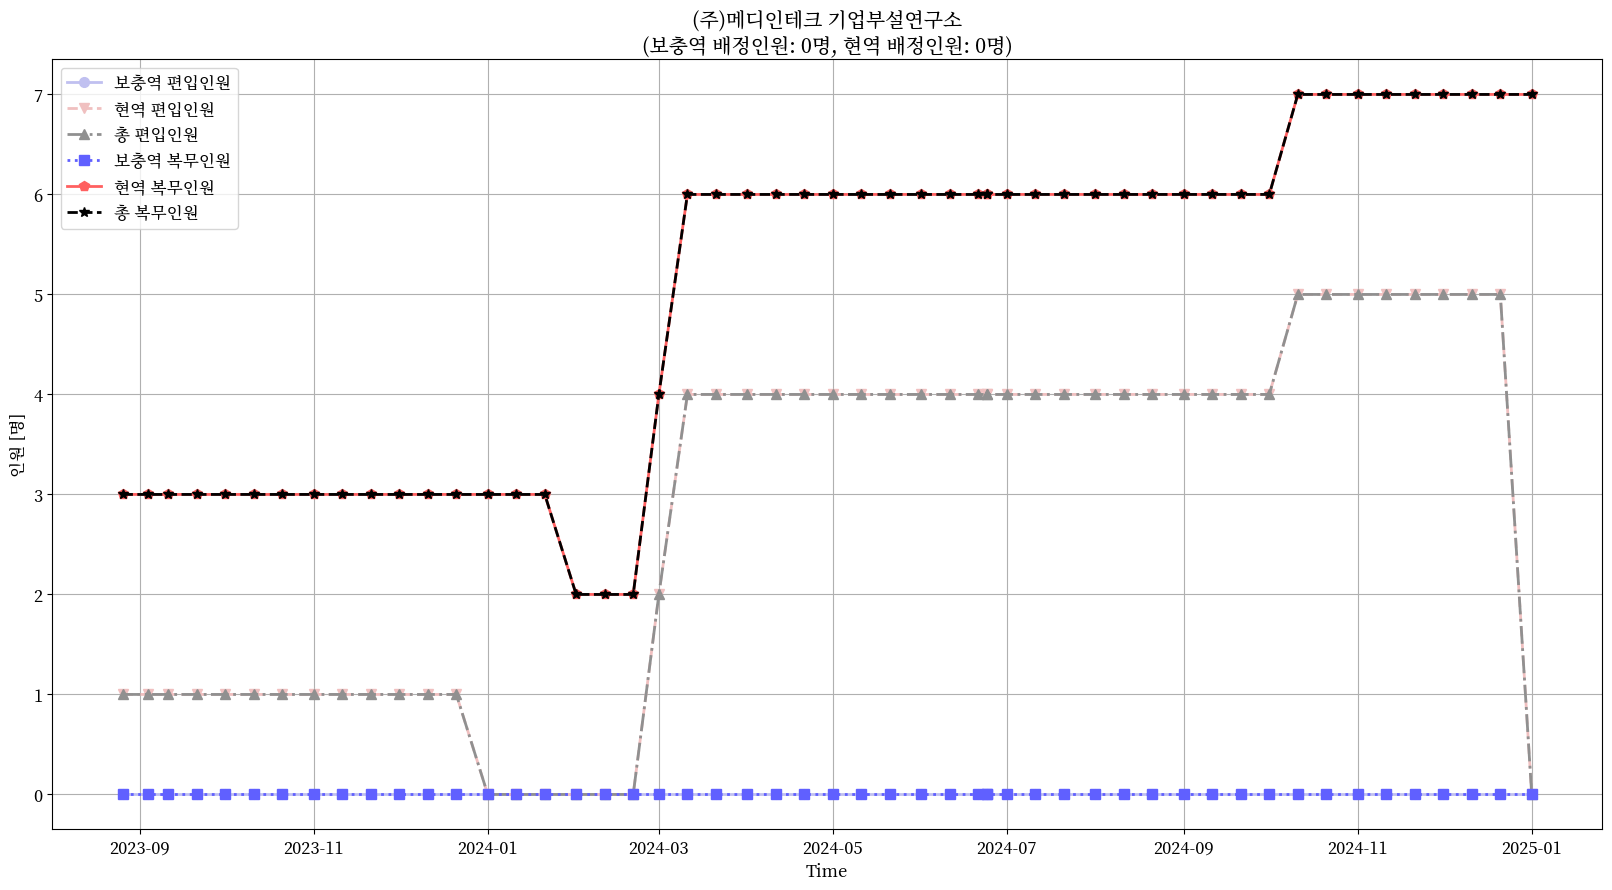 (주)메디인테크 기업부설연구소
(보충역 배정인원: 0명, 현역 배정인원: 0명)
보충역 편입인원
현역 편입인원
총 편입인원
보충역 복무인원
현역 복무인원
총 복무인원
인원 [명]
7
6
5
4
3
2
1
0
2023-09
2023-11
2024-01
2024-03
2024-05
2024-07
2024-09
2024-11
2025-01
Time